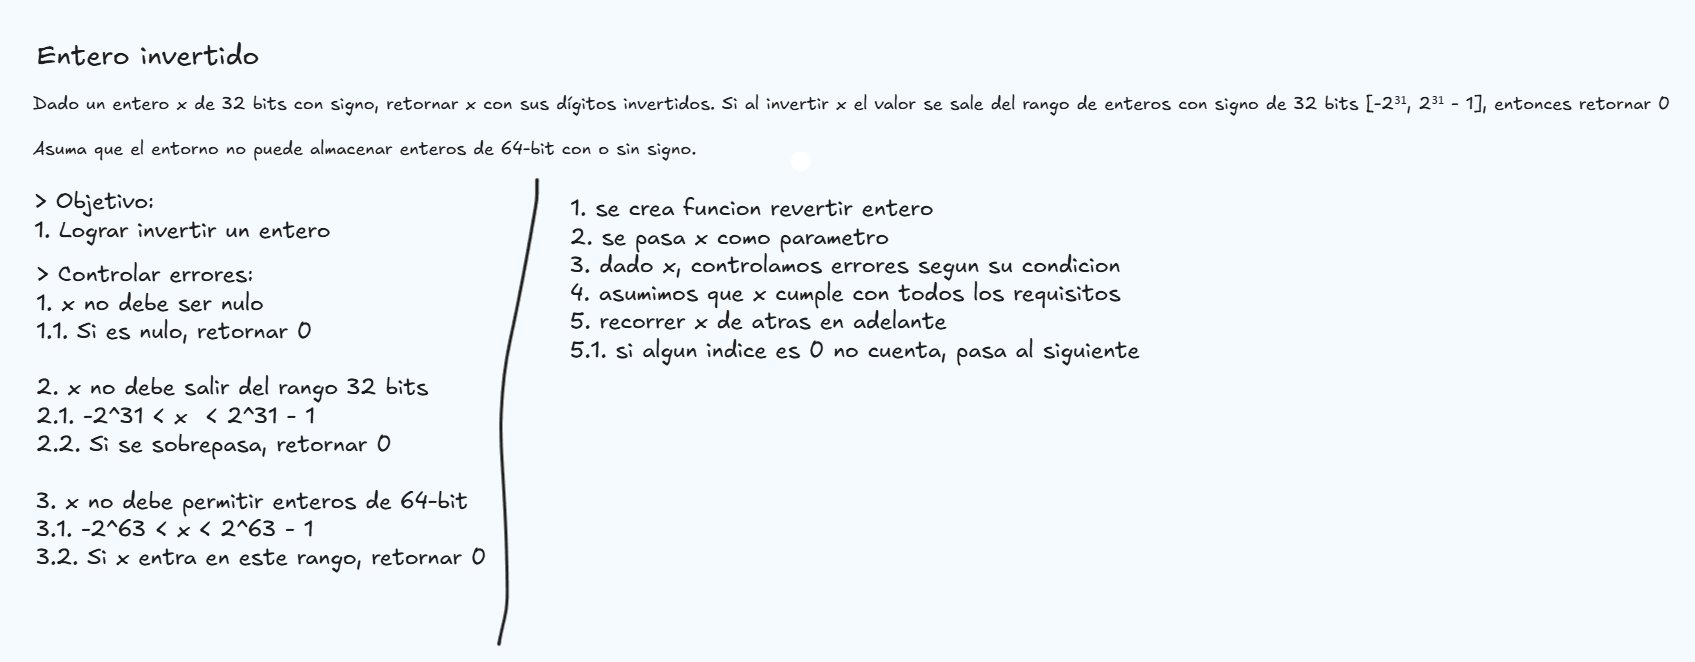 Entero invertido
Dado un entero x de 32 bits con signo, retornar x con sus dígitos invertidos. Si al invertir x el valor se sale del rango de enteros con signo de 32 bits [-2³¹, 2³¹ - 1], entonces retornar 0
Asuma que el entorno no puede almacenar enteros de 64-bit con o sin signo.
> Objetivo:
1. Lograr invertir un entero
> Controlar errores:
1. x no debe ser nulo
1.1. Si es nulo, retornar 0
2. x no debe salir del rango 32 bits
2.1. -2^31 < x < 2^31 - 1
2.2. Si se sobrepasa, retornar 0
3. x no debe permitir enteros de 64-bit
3.1. -2^63 < x < 2^63 - 1
3.2. Si x entra en este rango, retornar 0
1. se crea funcion revertir entero
2. se pasa x como parametro
3. dado x, controlamos errores segun su condicion
4. asumimos que x cumple con todos los requisitos
5. recorrer x de atras en adelante
5.1. si algun indice es 0 no cuenta, pasa al siguiente